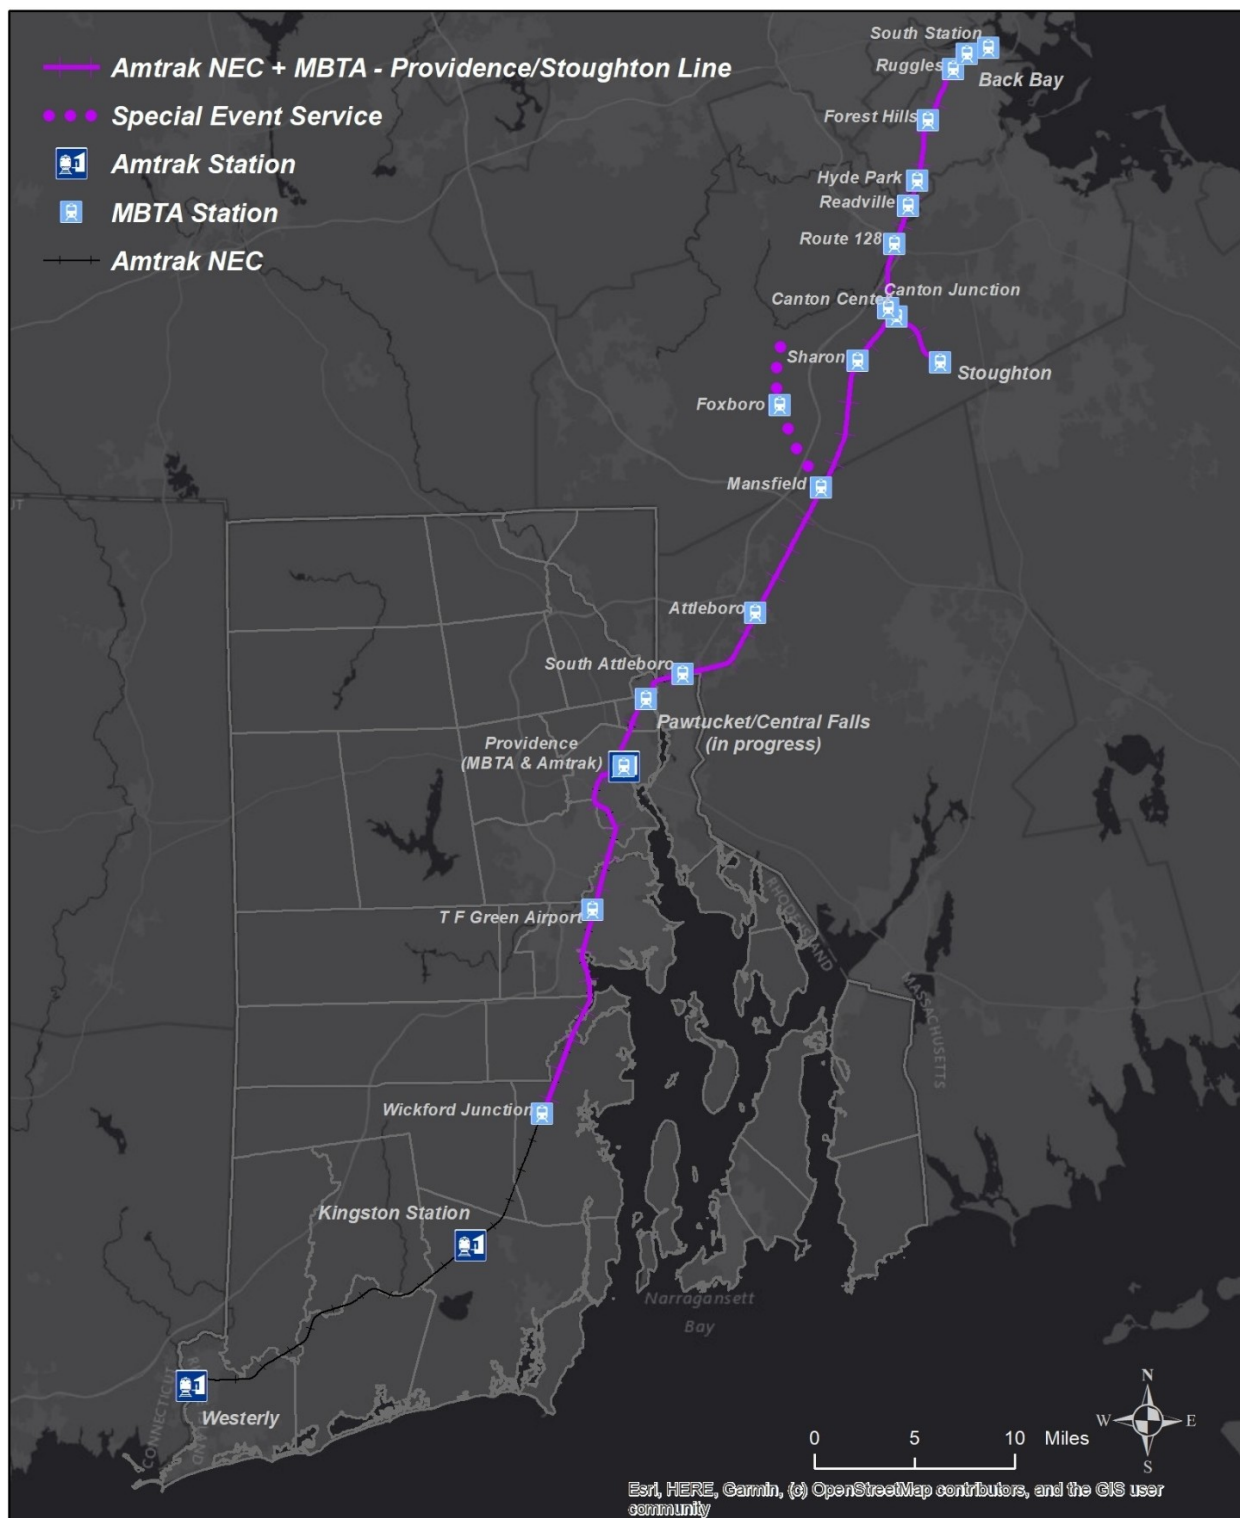 Amtrak NEC + MBTA - Providence/Stoughton Line
Special Event Service
Amtrak Station
MBTA Station
Amtrak NEC
South Station
Ruggles
Back Bay
Forest Hills
Hyde Park
Readville
Route 128
Canton Junction
Canton Cente
Sharon
Stoughton
Foxboro
Mansfield
Attleboro
South Attleboro
Pawtucket/Central Falls
(in progress)
Providence
(MBTA & Amtrak)
T F Green Airport
RHODE ISLAND
MASSACHUSETTS
Wickford Junction
Kingston Station
Narragansett
Bay
CONNECTICUT
Westerly
N
W
E
S
0 5 10 Miles
Esri, HERE, Garmin, (c) OpenStreetMap contributors, and the GIS user
community